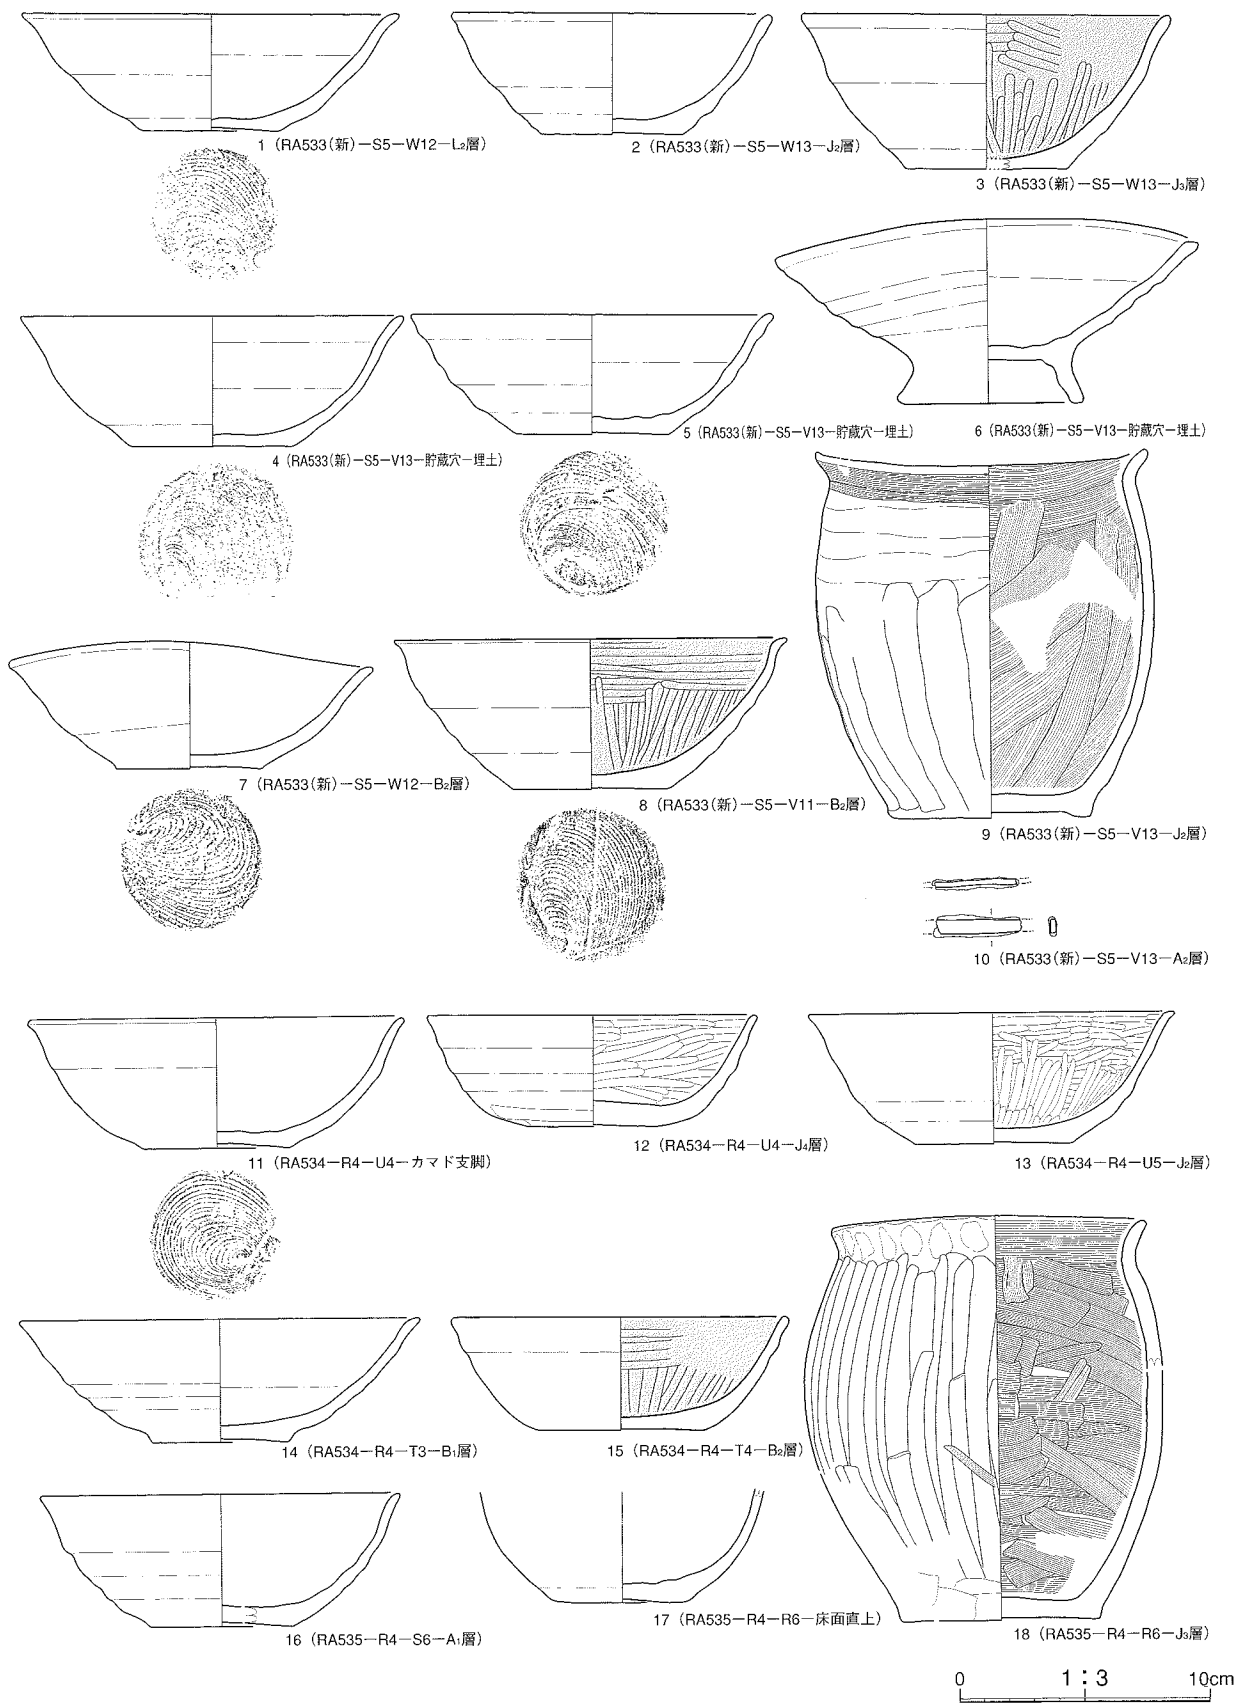 1 (RA533(新)－S5－W12－L₂層)
2 (RA533(新)－S5－W13－J₂層)
3 (RA533(新)－S5－W13－J₃層)
4 (RA533(新)－S5－V13－貯蔵穴－埋土)
5 (RA533(新)－S5－V13－貯蔵穴－埋土)
6 (RA533(新)－S5－V13－貯蔵穴－埋土)
7 (RA533(新)－S5－W12－B₂層)
8 (RA533(新)－S5－V11－B₂層)
9 (RA533(新)－S5－V13－J₂層)
10 (RA533(新)－S5－V13－A₂層)
11 (RA534－R4－U4－カマド支脚)
12 (RA534－R4－U4－J₄層)
13 (RA534－R4－U5－J₂層)
14 (RA534－R4－T3－B₁層)
15 (RA534－R4－T4－B₂層)
16 (RA535－R4－S6－A₁層)
17 (RA535－R4－R6－床面直上)
18 (RA535－R4－R6－J₃層)
0 1：3 10cm